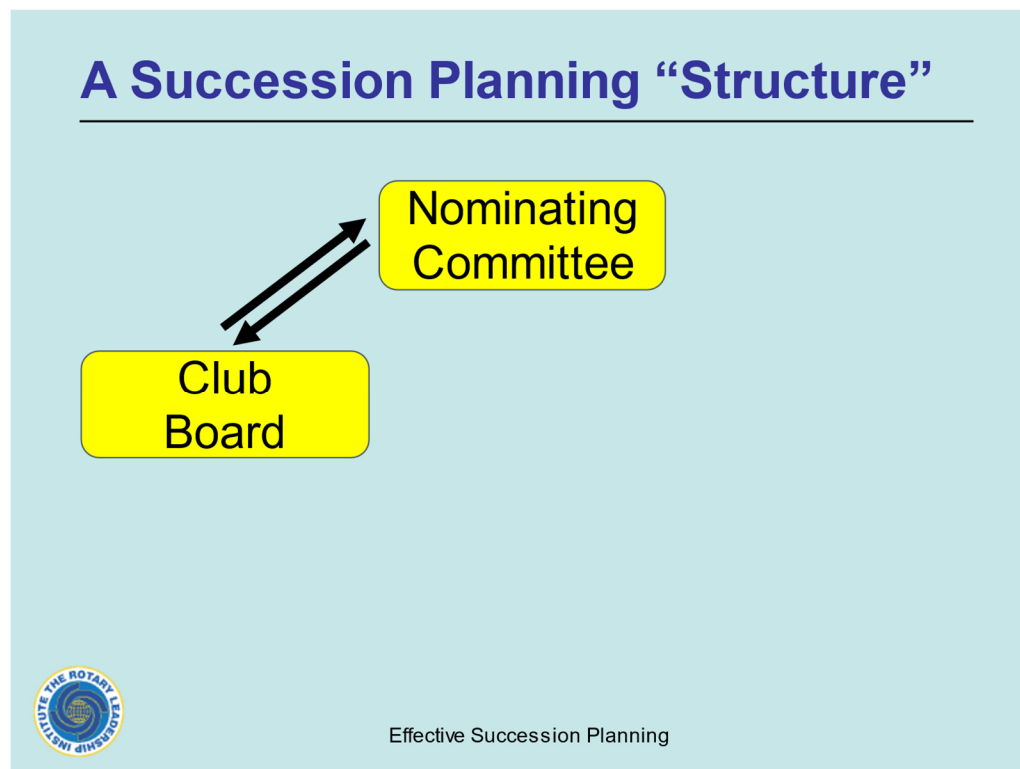 A Succession Planning “Structure”
Nominating
Committee
Club
Board
THE ROTARY LEADERSHIP INSTITUTE
Effective Succession Planning